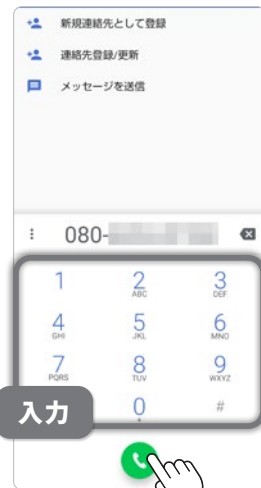 新規連絡先として登録
連絡先登録/更新
メッセージを送信
080-
1
2 ABC
3 DEF
4 GHI
5 JKL
6 MNO
7 PQRS
8 TUV
9 WXYZ
入力
0
#